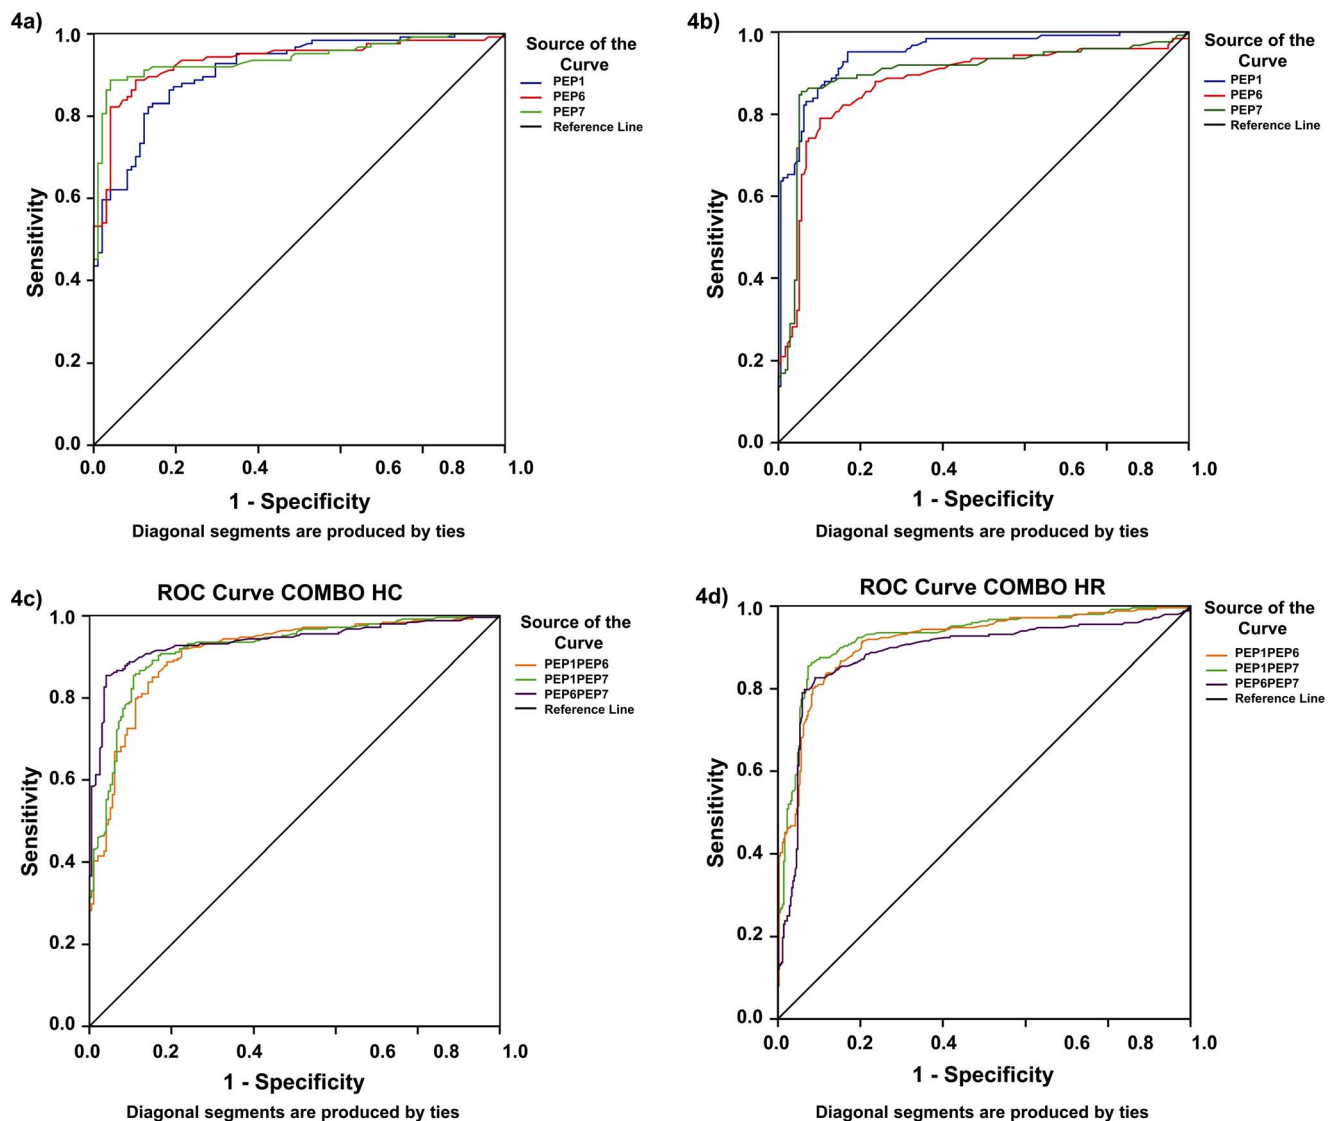 4a)
Sensitivity
1.0
0.8
0.6
0.4
0.2
0.0
0.0 0.2 0.4 0.6 0.8 1.0
1 - Specificity
Diagonal segments are produced by ties
Source of the
Curve
PEP1
PEP6
PEP7
Reference Line
4b)
Sensitivity
1.0
0.8
0.6
0.4
0.2
0.0
0.0 0.2 0.4 0.6 0.8 1.0
1 - Specificity
Diagonal segments are produced by ties
Source of the
Curve
PEP1
PEP6
PEP7
Reference Line
4c)
ROC Curve COMBO HC
Sensitivity
1.0
0.8
0.6
0.4
0.2
0.0
0.0 0.2 0.4 0.6 0.8 1.0
1 - Specificity
Diagonal segments are produced by ties
Source of the
Curve
PEP1PEP6
PEP1PEP7
PEP6PEP7
Reference Line
4d)
ROC Curve COMBO HR
Sensitivity
1.0
0.8
0.6
0.4
0.2
0.0
0.0 0.2 0.4 0.6 0.8 1.0
1 - Specificity
Diagonal segments are produced by ties
Source of the
Curve
PEP1PEP6
PEP1PEP7
PEP6PEP7
Reference Line